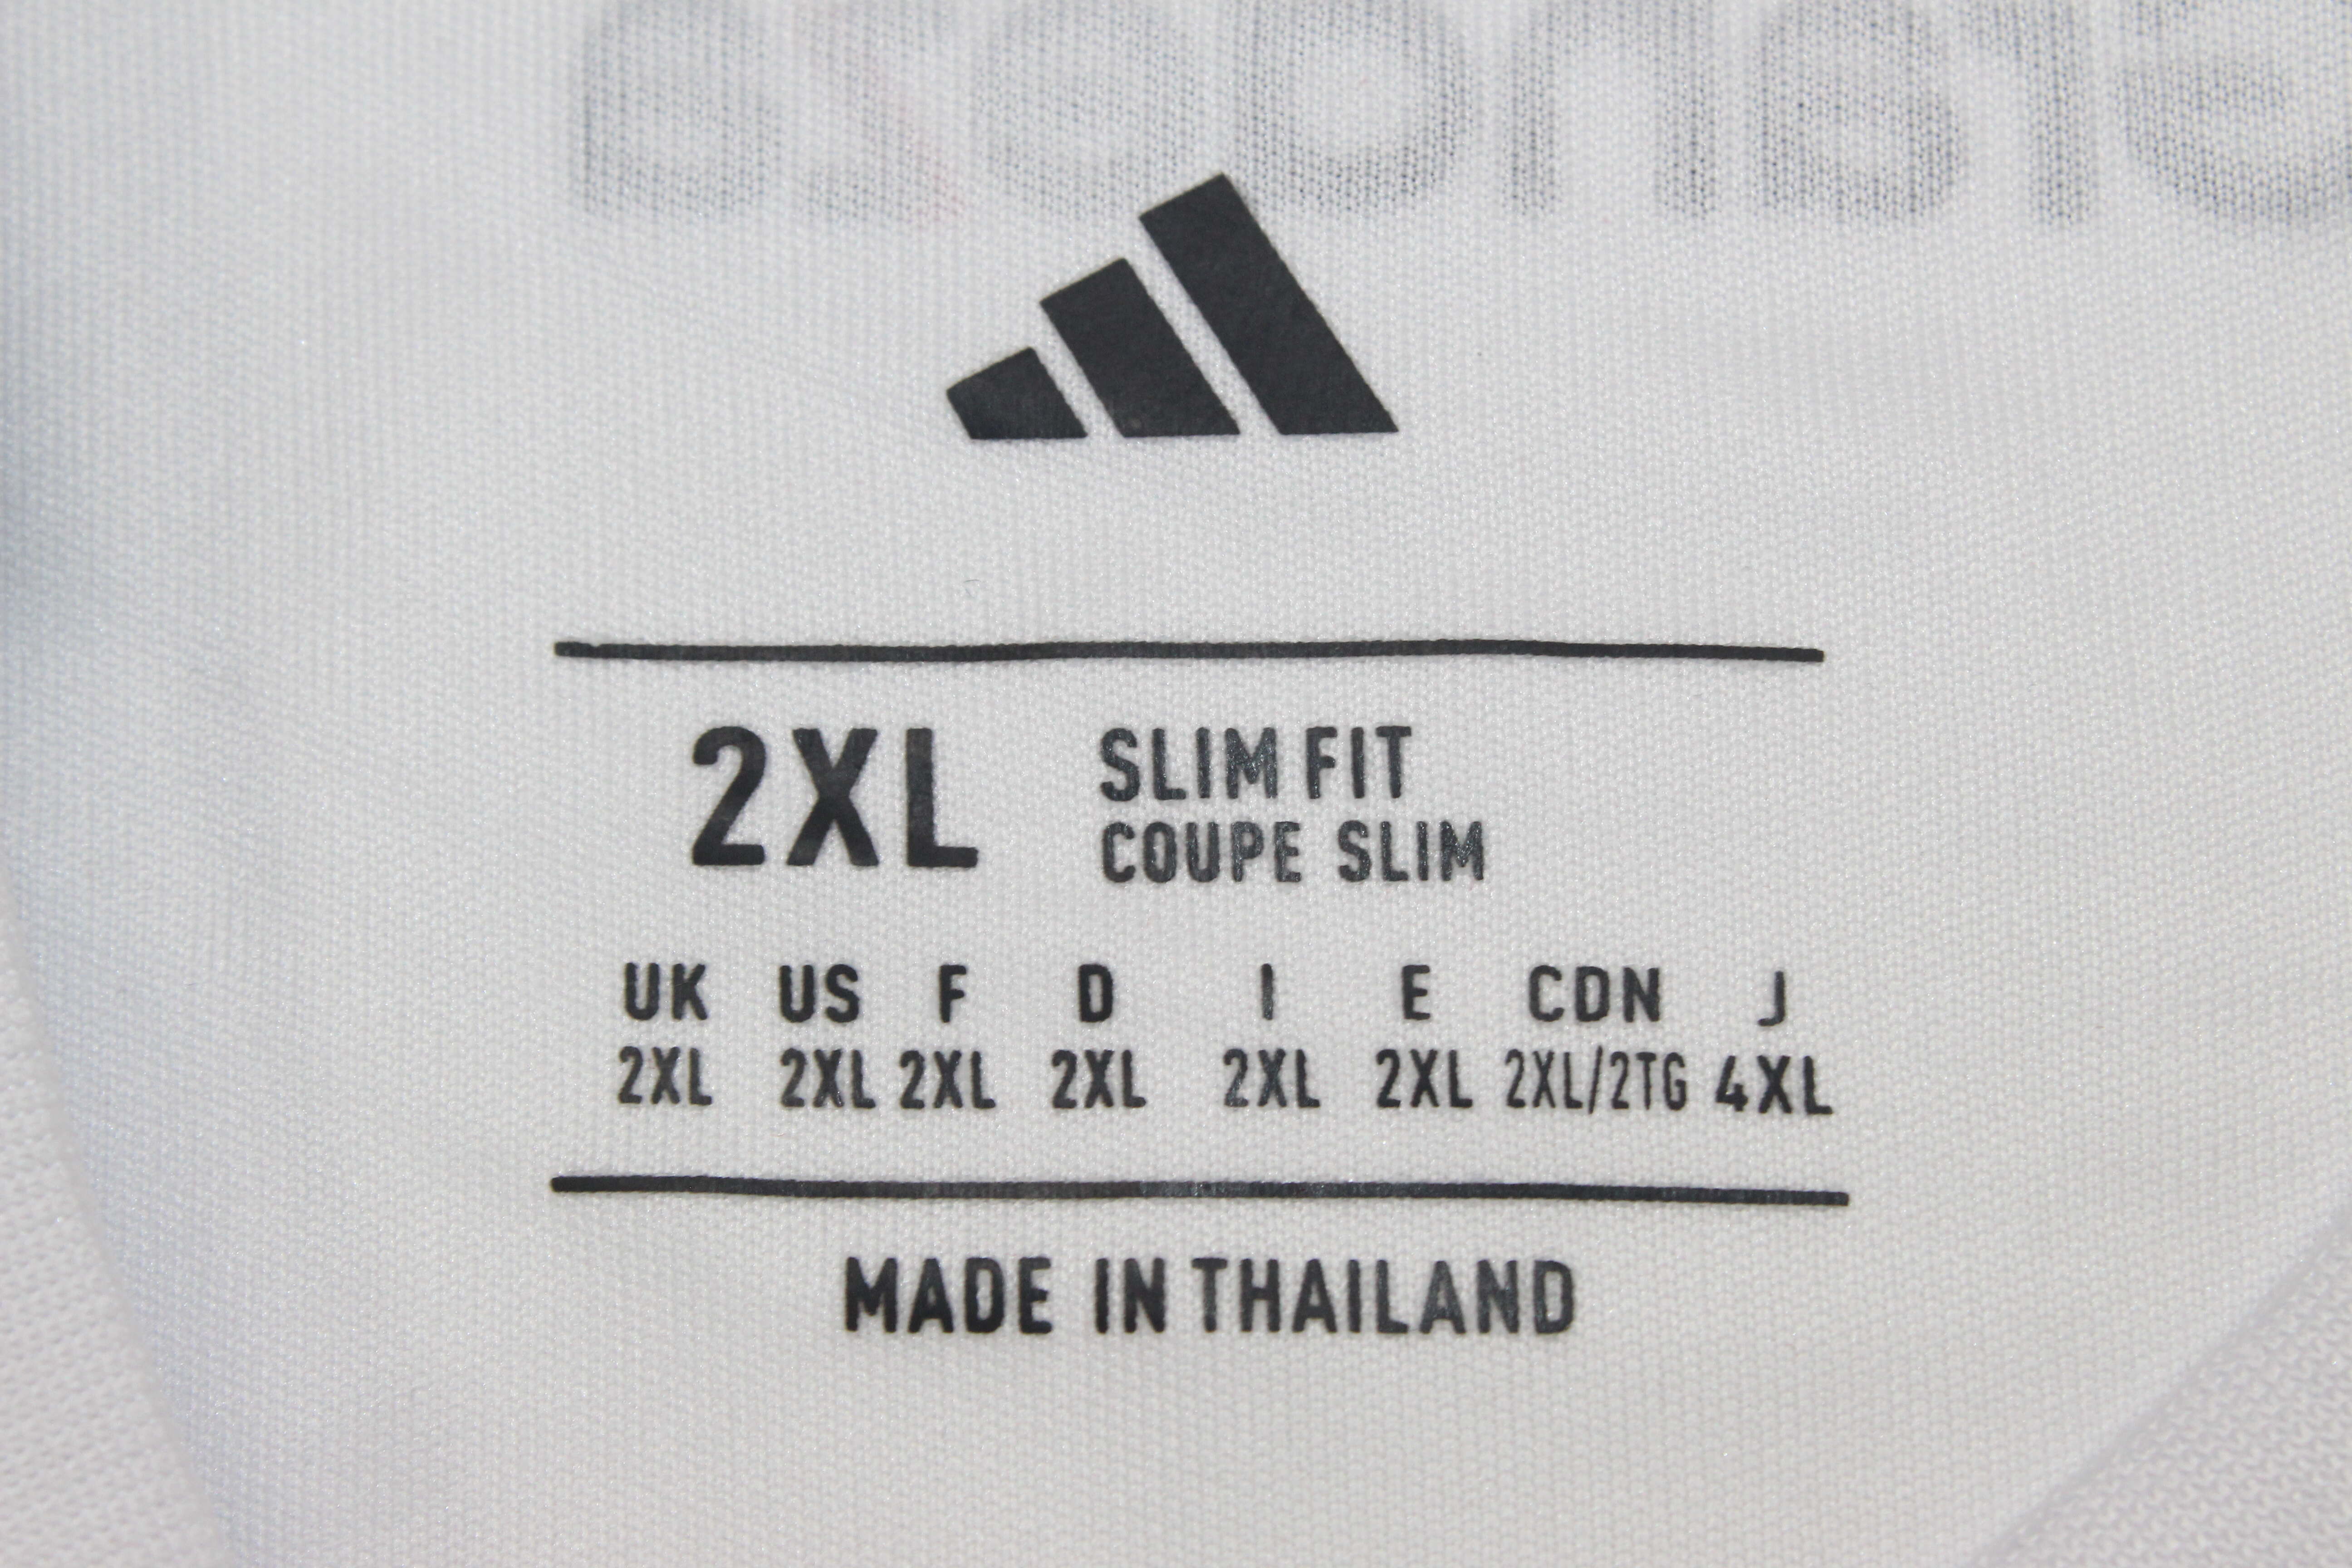 2XL SLIM FIT
COUPE SLIM
UK US F D I E CDN J
2XL 2XL 2XL 2XL 2XL 2XL 2XL/2TG 4XL
MADE IN THAILAND